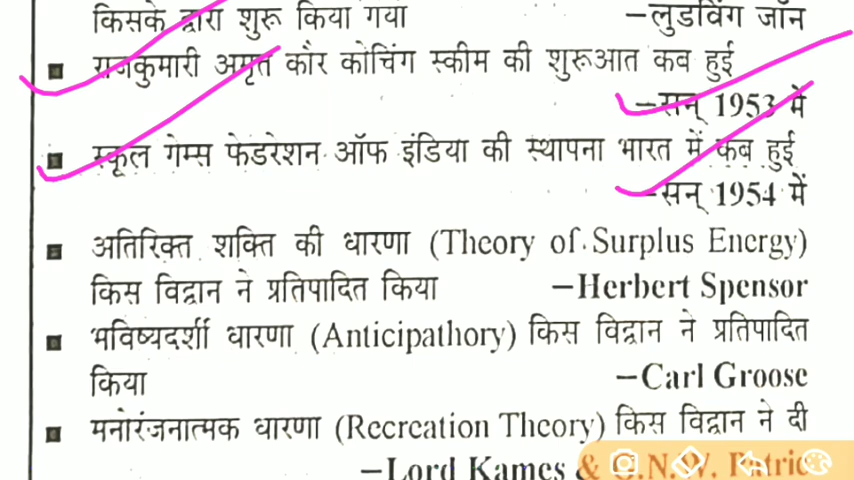 किसके द्वारा शुरू किया गया –लुडविंग जॉन
▪ राजकुमारी अमृत कौर कोचिंग स्कीम की शुरूआत कब हुई
–सन् 1953 में
▪ स्कूल गेम्स फेडरेशन ऑफ इंडिया की स्थापना भारत में कब हुई
–सन् 1954 में
▪ अतिरिक्त शक्ति की धारणा (Theory of Surplus Energy)
किस विद्वान ने प्रतिपादित किया –Herbert Spensor
▪ भविष्यदर्शी धारणा (Anticipathory) किस विद्वान ने प्रतिपादित
किया –Carl Groose
▪ मनोरंजनात्मक धारणा (Recreation Theory) किस विद्वान ने दी
–Lord Kames & G.N.W. Patric